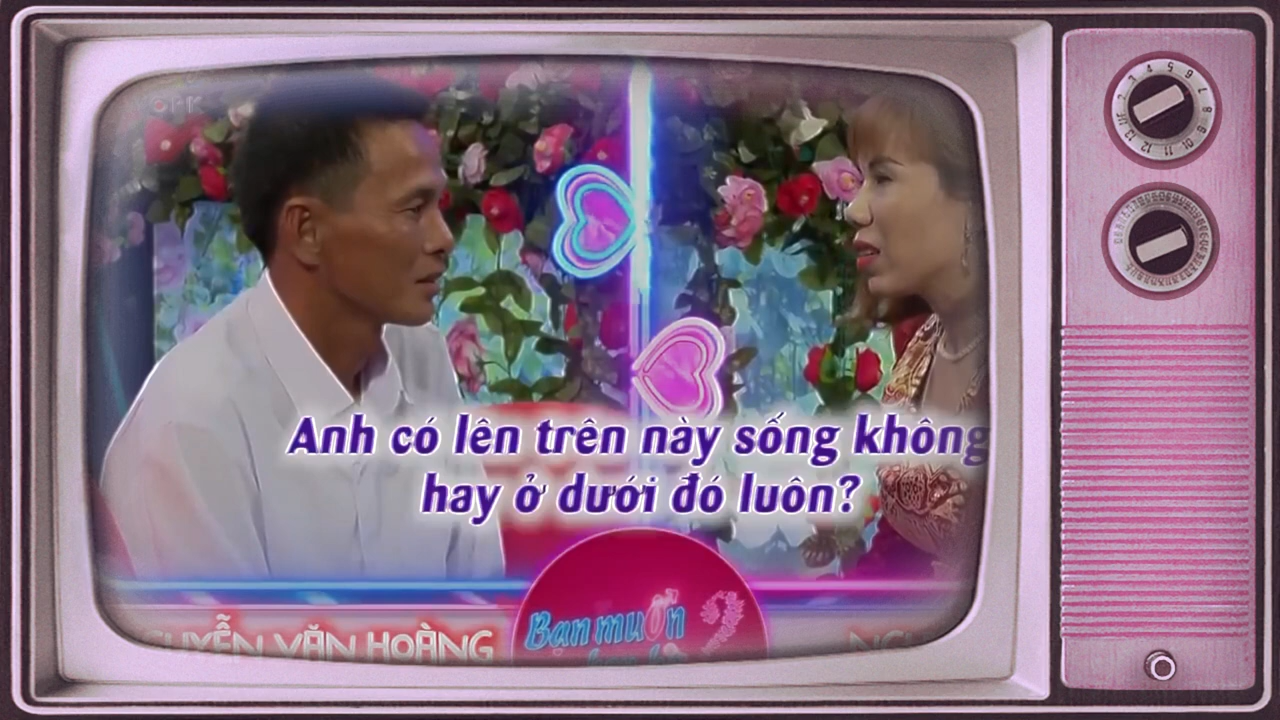 Anh có lên trên này sống không
hay ở dưới đó luôn?
Bạn muốn
NGUYỄN VĂN HOÀNG